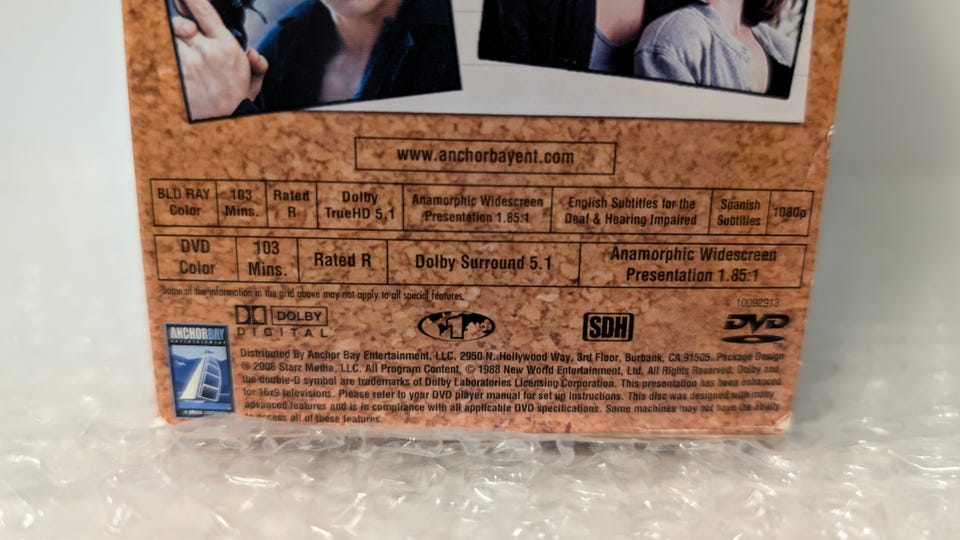 www.anchorbayent.com
BLU RAY Color 103 Mins. Rated R Dolby TrueHD 5.1 Anamorphic Widescreen Presentation 1.85:1 English Subtitles for the Deaf & Hearing Impaired Spanish Subtitles 1080p
DVD Color 103 Mins. Rated R Dolby Surround 5.1 Anamorphic Widescreen Presentation 1.85:1
Some of the information in the grid above may not apply to all special features.
10092913
DOLBY
DIGITAL
1
SDH
DVD
ANCHORBAY
entertainment
Distributed By Anchor Bay Entertainment, LLC. 2950 N. Hollywood Way, 3rd Floor, Burbank, CA 91505. Package Design
© 2008 Starz Media, LLC. All Program Content, © 1988 New World Entertainment, Ltd. All Rights Reserved. Dolby and
the double-D symbol are trademarks of Dolby Laboratories Licensing Corporation. This presentation has been enhanced
for 16x9 televisions. Please refer to your DVD player manual for set up instructions. This disc was designed with many
advanced features and is in compliance with all applicable DVD specifications. Some machines may not have the ability
access all of these features.